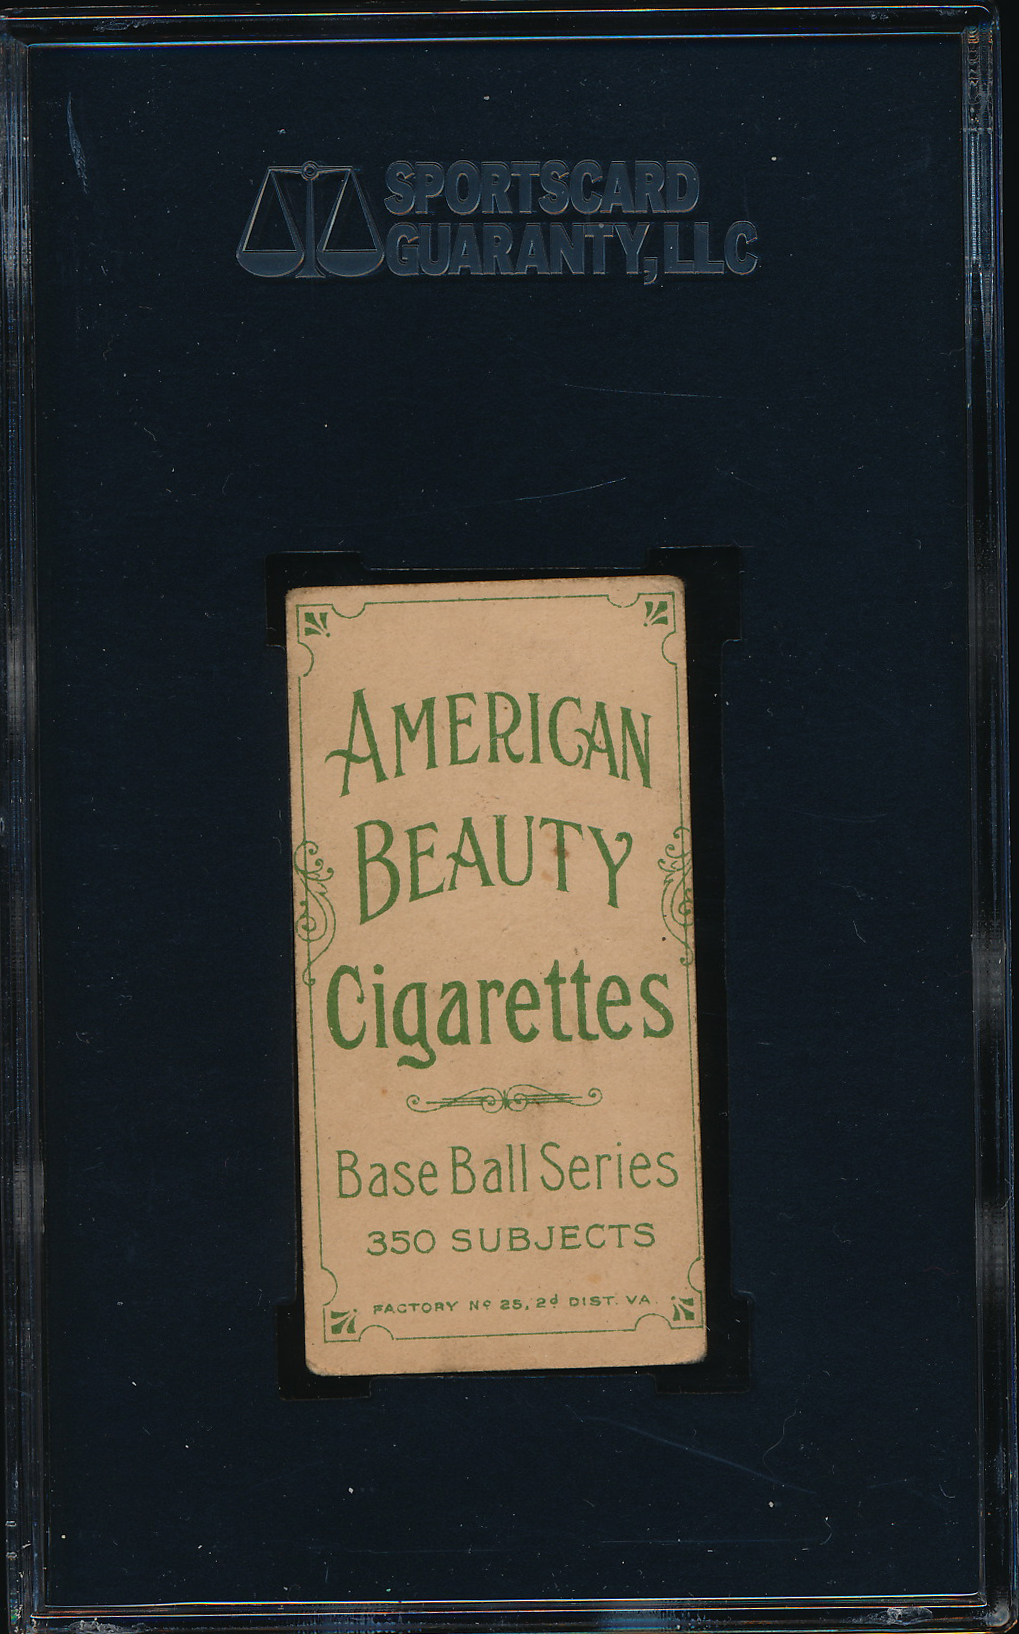 SPORTSCARD
GUARANTY, LLC
AMERICAN
BEAUTY
Cigarettes
Base Ball Series
350 SUBJECTS
FACTORY Nº 25, 2d DIST. VA.